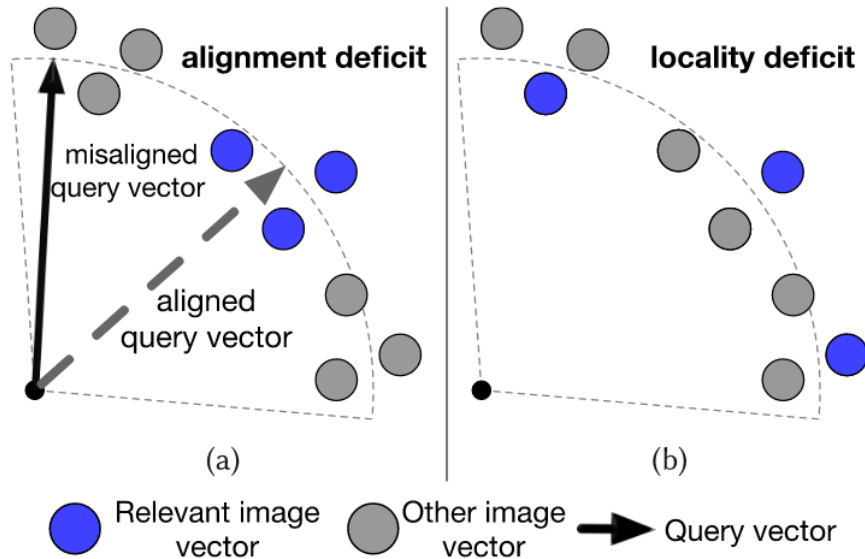 alignment deficit
misaligned
query vector
aligned
query vector
(a)
locality deficit
(b)
Relevant image
vector
Other image
vector
Query vector